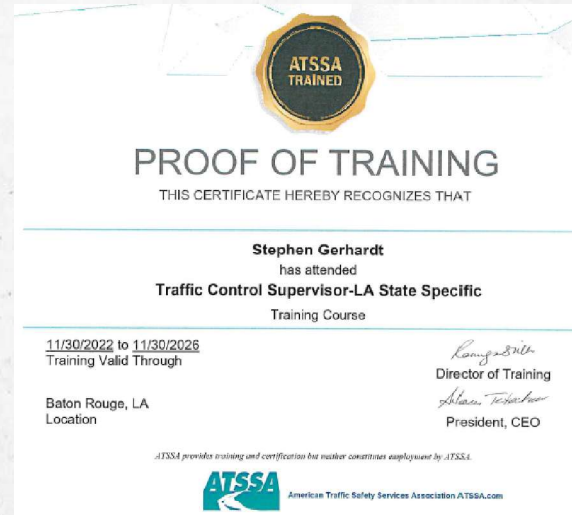 ATSSA
TRAINED
PROOF OF TRAINING
THIS CERTIFICATE HEREBY RECOGNIZES THAT
Stephen Gerhardt
has attended
Traffic Control Supervisor-LA State Specific
Training Course
11/30/2022 to 11/30/2026
Training Valid Through
Director of Training
Baton Rouge, LA
Location
President, CEO
ATSSA provides training and certification but neither constitutes employment by ATSSA.
ATSSA
American Traffic Safety Services Association ATSSA.com